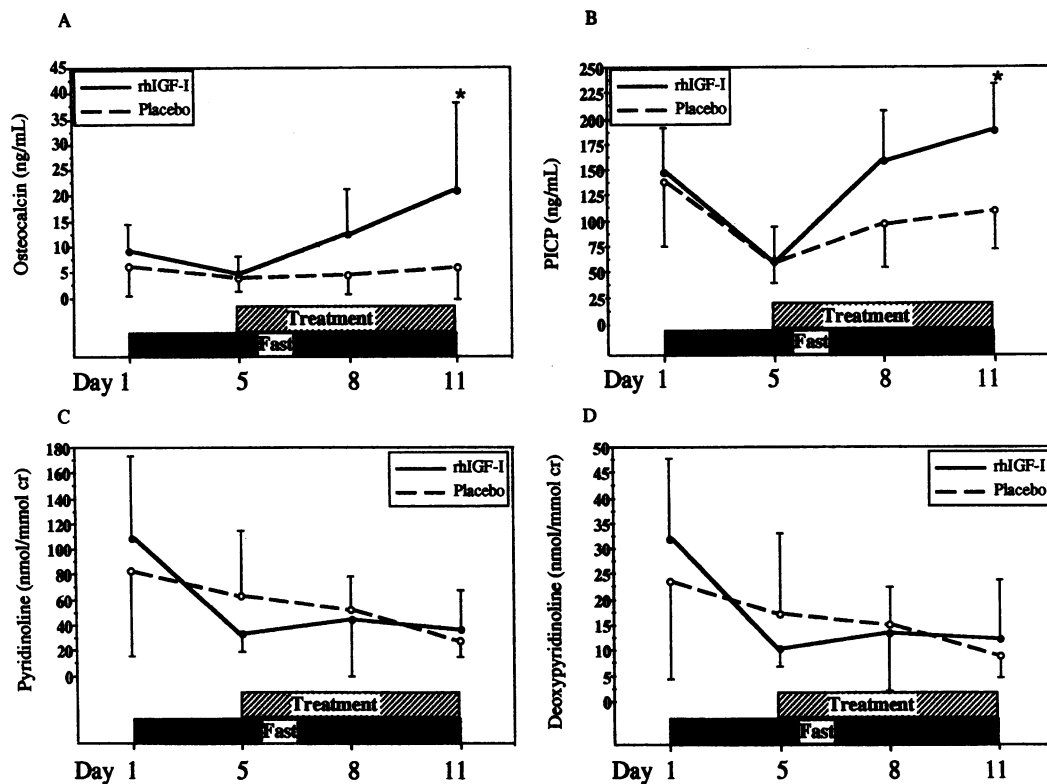 A
Osteocalcin (ng/mL)
45
40
35
30
25
20
15
10
5
0
rhIGF-I
Placebo
*
Treatment
Fast
Day 1 5 8 11
B
PICP (ng/mL)
250
225
200
175
150
125
100
75
50
25
0
rhIGF-I
Placebo
*
Treatment
Fast
Day 1 5 8 11
C
Pyridinoline (nmol/mmol cr)
180
160
140
120
100
80
60
40
20
0
rhIGF-I
Placebo
Treatment
Fast
Day 1 5 8 11
D
Deoxypyridinoline (nmol/mmol cr)
50
45
40
35
30
25
20
15
10
5
0
rhIGF-I
Placebo
Treatment
Fast
Day 1 5 8 11